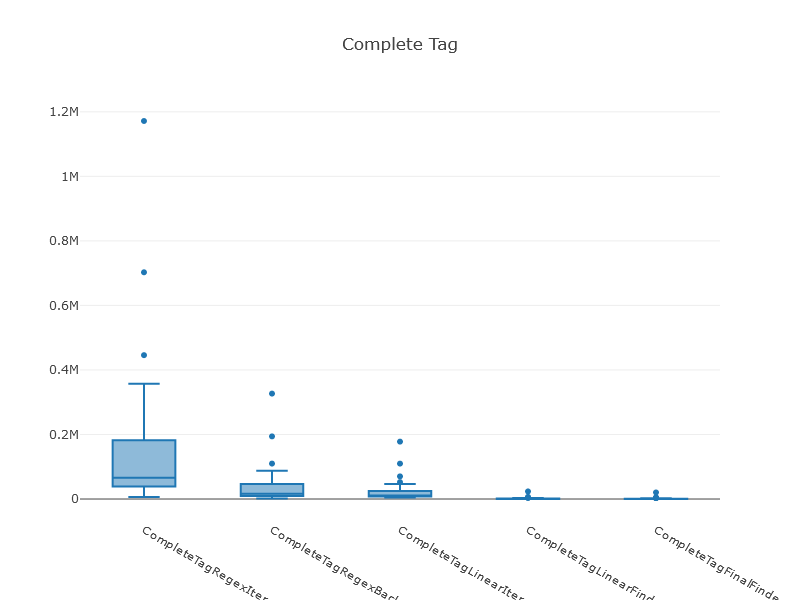 Complete Tag
1.2M
1M
0.8M
0.6M
0.4M
0.2M
0
CompleteTagRegexIter
CompleteTagRegexBac
CompleteTagLinearIter
CompleteTagLinearFind
CompleteTagFinalFinde